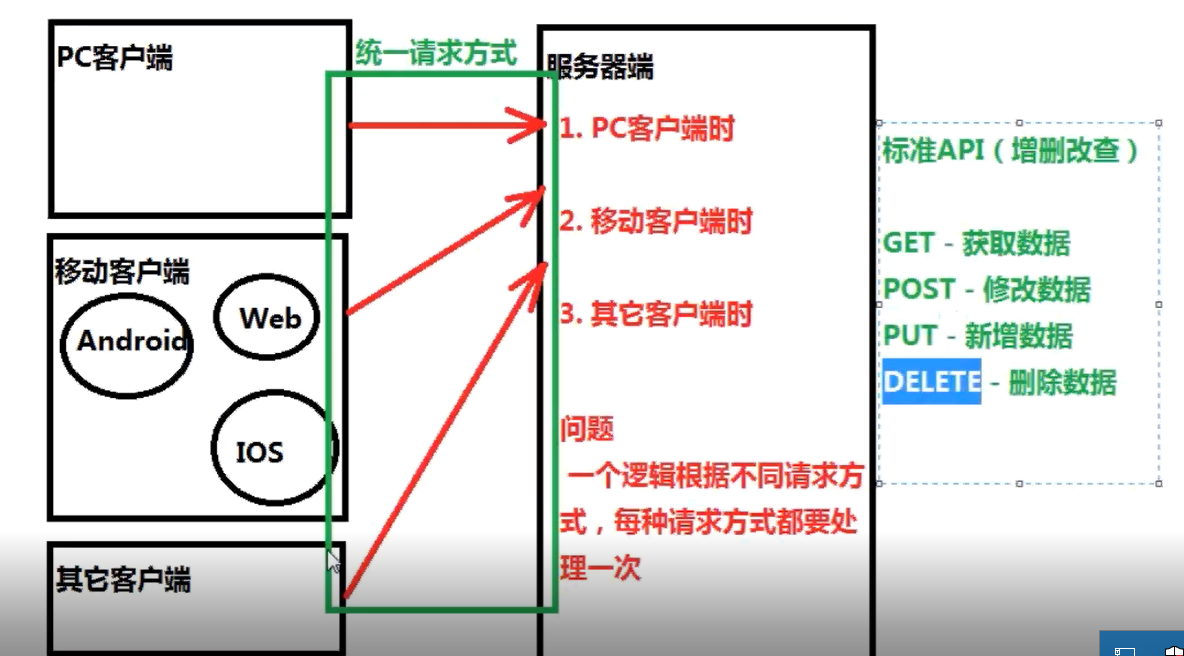 PC客户端
统一请求方式
服务器端
1. PC客户端时
2. 移动客户端时
3. 其它客户端时
问题
一个逻辑根据不同请求方
式，每种请求方式都要处
理一次
移动客户端
Android
Web
IOS
其它客户端
标准API（增删改查）
GET - 获取数据
POST - 修改数据
PUT - 新增数据
DELETE - 删除数据